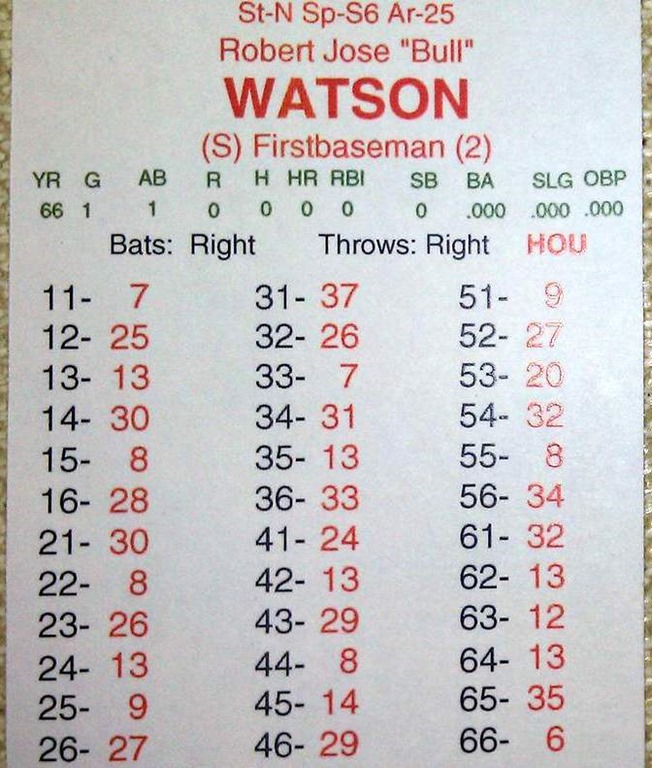 St-N Sp-S6 Ar-25
Robert Jose "Bull"
WATSON
(S) Firstbaseman (2)
YR G AB R H HR RBI SB BA SLG OBP
66 1 1 0 0 0 0 0 .000 .000 .000
Bats: Right Throws: Right HOU
11- 7 31- 37 51- 9
12- 25 32- 26 52- 27
13- 13 33- 7 53- 20
14- 30 34- 31 54- 32
15- 8 35- 13 55- 8
16- 28 36- 33 56- 34
21- 30 41- 24 61- 32
22- 8 42- 13 62- 13
23- 26 43- 29 63- 12
24- 13 44- 8 64- 13
25- 9 45- 14 65- 35
26- 27 46- 29 66- 6